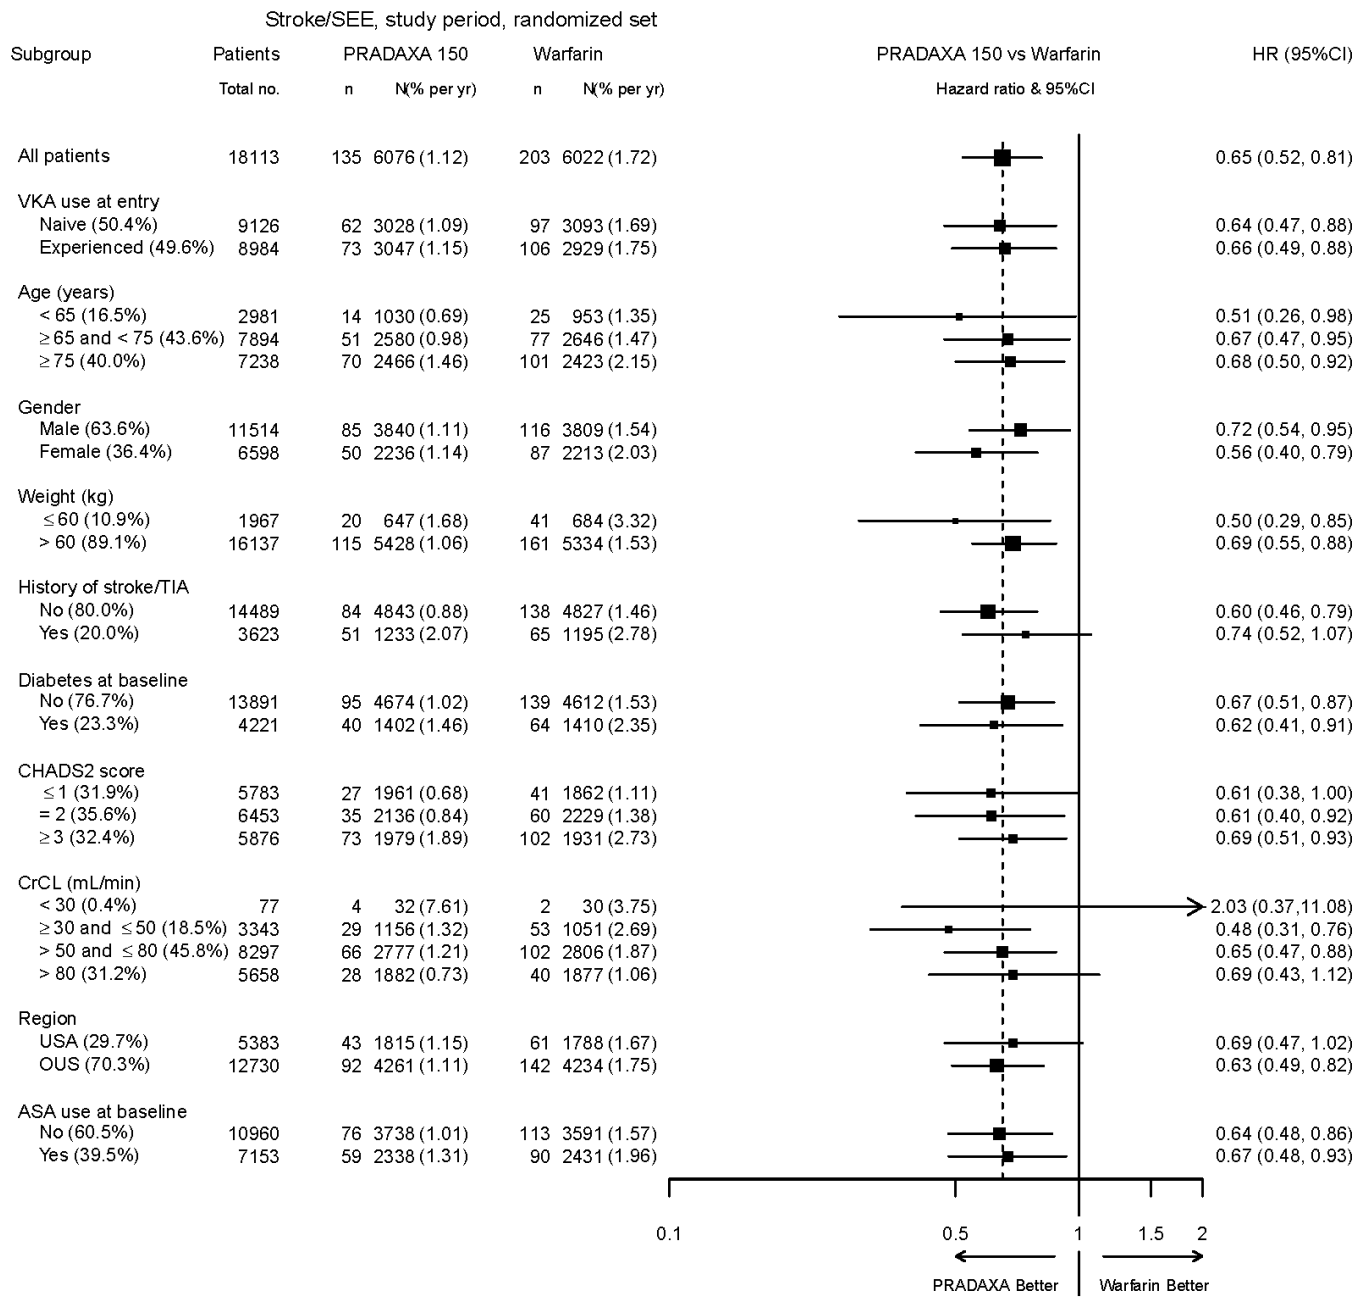 Stroke/SEE, study period, randomized set
Subgroup Patients PRADAXA 150 Warfarin PRADAXA 150 vs Warfarin HR (95%CI)
Total no. n N(% per yr) n N(% per yr) Hazard ratio & 95%CI
All patients 18113 135 6076 (1.12) 203 6022 (1.72) 0.65 (0.52, 0.81)
VKA use at entry
Naive (50.4%) 9126 62 3028 (1.09) 97 3093 (1.69) 0.64 (0.47, 0.88)
Experienced (49.6%) 8984 73 3047 (1.15) 106 2929 (1.75) 0.66 (0.49, 0.88)
Age (years)
< 65 (16.5%) 2981 14 1030 (0.69) 25 953 (1.35) 0.51 (0.26, 0.98)
≥ 65 and < 75 (43.6%) 7894 51 2580 (0.98) 77 2646 (1.47) 0.67 (0.47, 0.95)
≥ 75 (40.0%) 7238 70 2466 (1.46) 101 2423 (2.15) 0.68 (0.50, 0.92)
Gender
Male (63.6%) 11514 85 3840 (1.11) 116 3809 (1.54) 0.72 (0.54, 0.95)
Female (36.4%) 6598 50 2236 (1.14) 87 2213 (2.03) 0.56 (0.40, 0.79)
Weight (kg)
≤ 60 (10.9%) 1967 20 647 (1.68) 41 684 (3.32) 0.50 (0.29, 0.85)
> 60 (89.1%) 16137 115 5428 (1.06) 161 5334 (1.53) 0.69 (0.55, 0.88)
History of stroke/TIA
No (80.0%) 14489 84 4843 (0.88) 138 4827 (1.46) 0.60 (0.46, 0.79)
Yes (20.0%) 3623 51 1233 (2.07) 65 1195 (2.78) 0.74 (0.52, 1.07)
Diabetes at baseline
No (76.7%) 13891 95 4674 (1.02) 139 4612 (1.53) 0.67 (0.51, 0.87)
Yes (23.3%) 4221 40 1402 (1.46) 64 1410 (2.35) 0.62 (0.41, 0.91)
CHADS2 score
≤ 1 (31.9%) 5783 27 1961 (0.68) 41 1862 (1.11) 0.61 (0.38, 1.00)
= 2 (35.6%) 6453 35 2136 (0.84) 60 2229 (1.38) 0.61 (0.40, 0.92)
≥ 3 (32.4%) 5876 73 1979 (1.89) 102 1931 (2.73) 0.69 (0.51, 0.93)
CrCL (mL/min)
< 30 (0.4%) 77 4 32 (7.61) 2 30 (3.75) 2.03 (0.37,11.08)
≥ 30 and ≤ 50 (18.5%) 3343 29 1156 (1.32) 53 1051 (2.69) 0.48 (0.31, 0.76)
> 50 and ≤ 80 (45.8%) 8297 66 2777 (1.21) 102 2806 (1.87) 0.65 (0.47, 0.88)
> 80 (31.2%) 5658 28 1882 (0.73) 40 1877 (1.06) 0.69 (0.43, 1.12)
Region
USA (29.7%) 5383 43 1815 (1.15) 61 1788 (1.67) 0.69 (0.47, 1.02)
OUS (70.3%) 12730 92 4261 (1.11) 142 4234 (1.75) 0.63 (0.49, 0.82)
ASA use at baseline
No (60.5%) 10960 76 3738 (1.01) 113 3591 (1.57) 0.64 (0.48, 0.86)
Yes (39.5%) 7153 59 2338 (1.31) 90 2431 (1.96) 0.67 (0.48, 0.93)
0.1 0.5 1 1.5 2
PRADAXA Better Warfarin Better